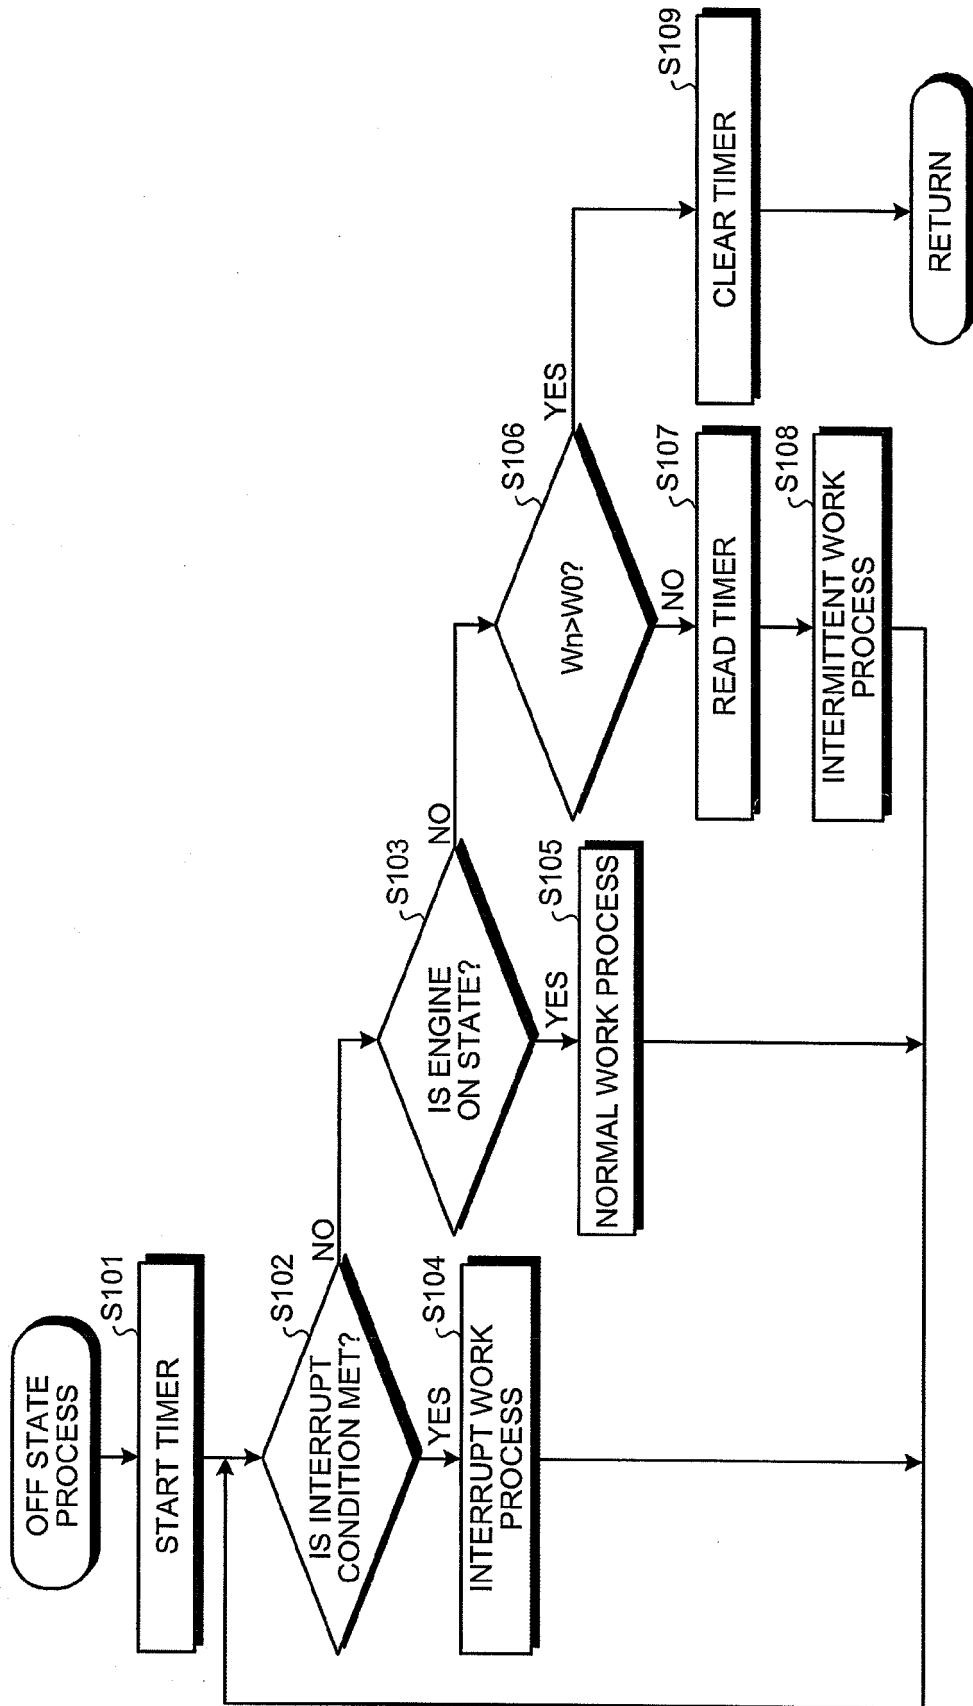 OFF STATE
PROCESS
S101
START TIMER
S102
IS INTERRUPT
CONDITION MET?
NO
YES
S104
INTERRUPT WORK
PROCESS
S103
IS ENGINE
ON STATE?
NO
YES
S105
NORMAL WORK PROCESS
S106
Wn>W0?
YES
NO
S107
READ TIMER
S108
INTERMITTENT WORK
PROCESS
S109
CLEAR TIMER
RETURN